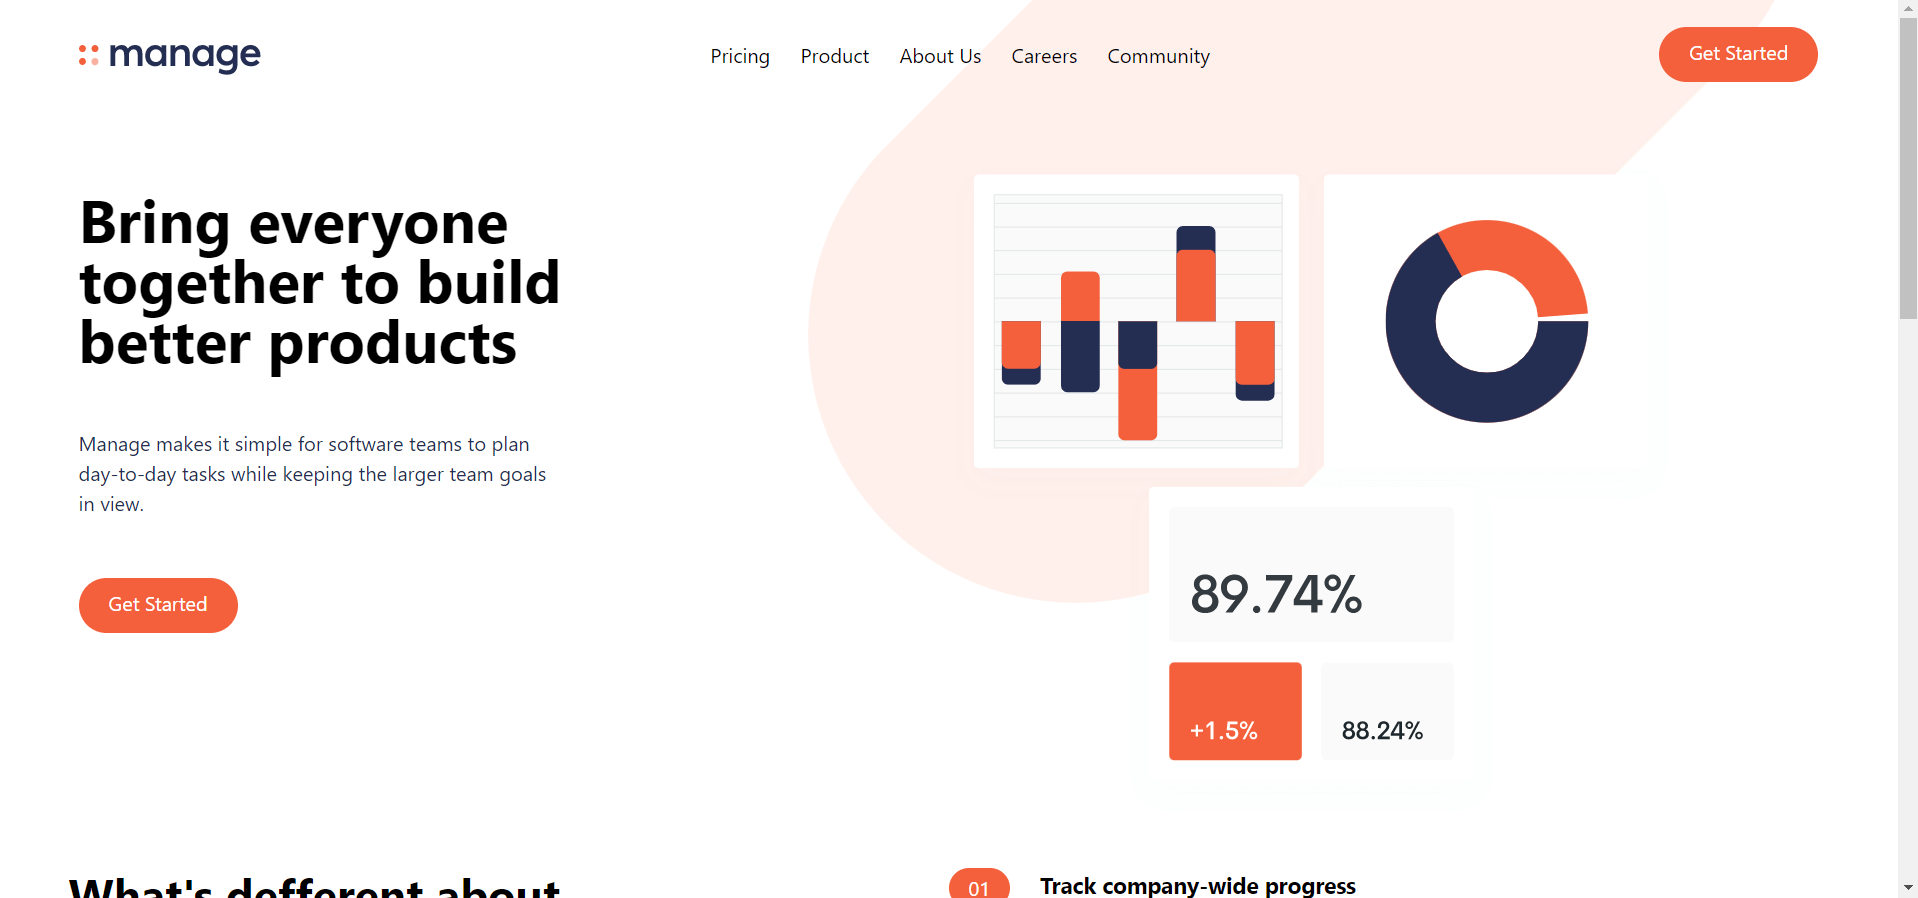 manage
Pricing Product About Us Careers Community
Get Started
Bring everyone
together to build
better products
Manage makes it simple for software teams to plan
day-to-day tasks while keeping the larger team goals
in view.
Get Started
89.74%
+1.5% 88.24%
What's defferent about
01 Track company-wide progress